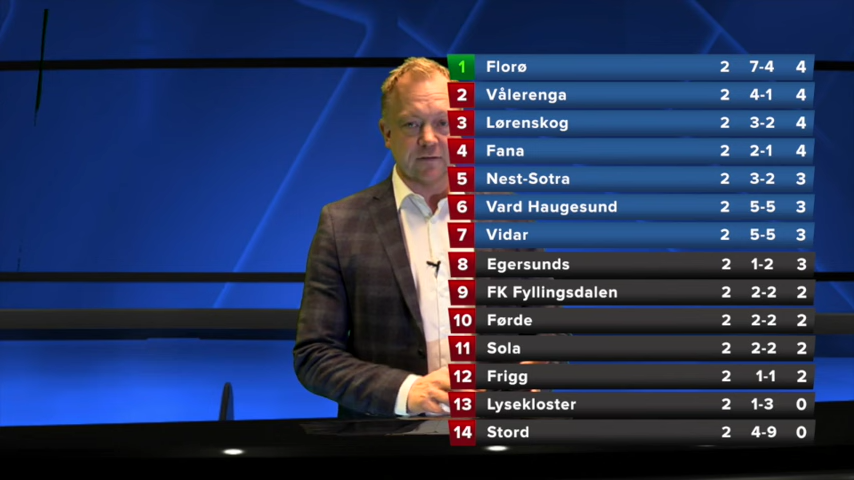 1 Florø 2 7-4 4
2 Vålerenga 2 4-1 4
3 Lørenskog 2 3-2 4
4 Fana 2 2-1 4
5 Nest-Sotra 2 3-2 3
6 Vard Haugesund 2 5-5 3
7 Vidar 2 5-5 3
8 Egersunds 2 1-2 3
9 FK Fyllingsdalen 2 2-2 2
10 Førde 2 2-2 2
11 Sola 2 2-2 2
12 Frigg 2 1-1 2
13 Lysekloster 2 1-3 0
14 Stord 2 4-9 0